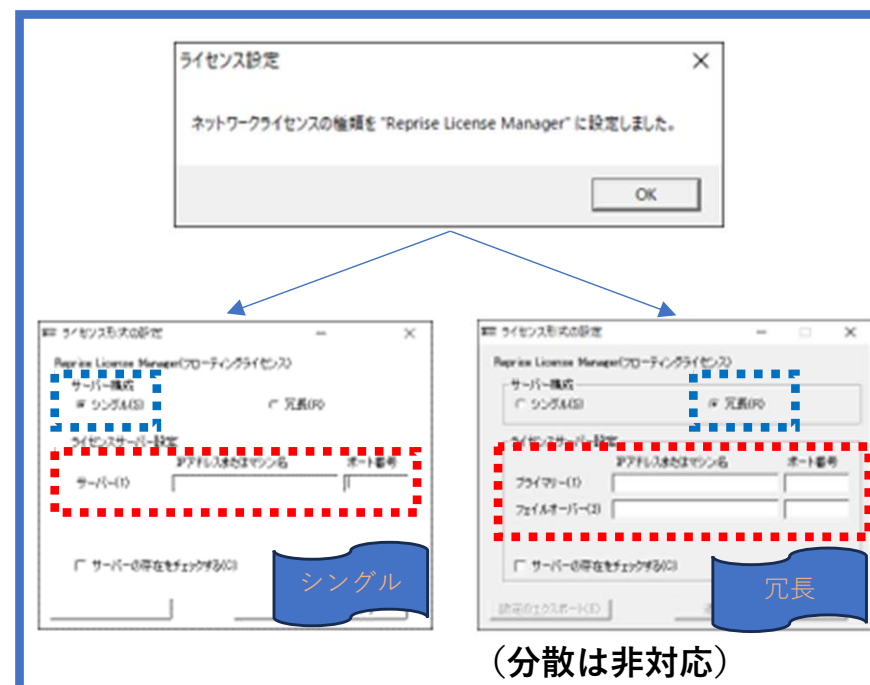 ライセンス設定
ネットワークライセンスの種類を "Reprise License Manager" に設定しました。
OK
ライセンス形式の設定
Reprise License Manager(フローティングライセンス)
サーバー構成
シングル(S)
冗長(R)
ライセンスサーバー設定
IPアドレスまたはマシン名
ポート番号
サーバー(1)
サーバーの存在をチェックする(C)
シングル
ライセンス形式の設定
Reprise License Manager(フローティングライセンス)
サーバー構成
シングル(S)
冗長(R)
ライセンスサーバー設定
IPアドレスまたはマシン名
ポート番号
プライマリー(1)
フェイルオーバー(2)
サーバーの存在をチェックする(C)
設定のエクスポート(E)
冗長
（分散は非対応）